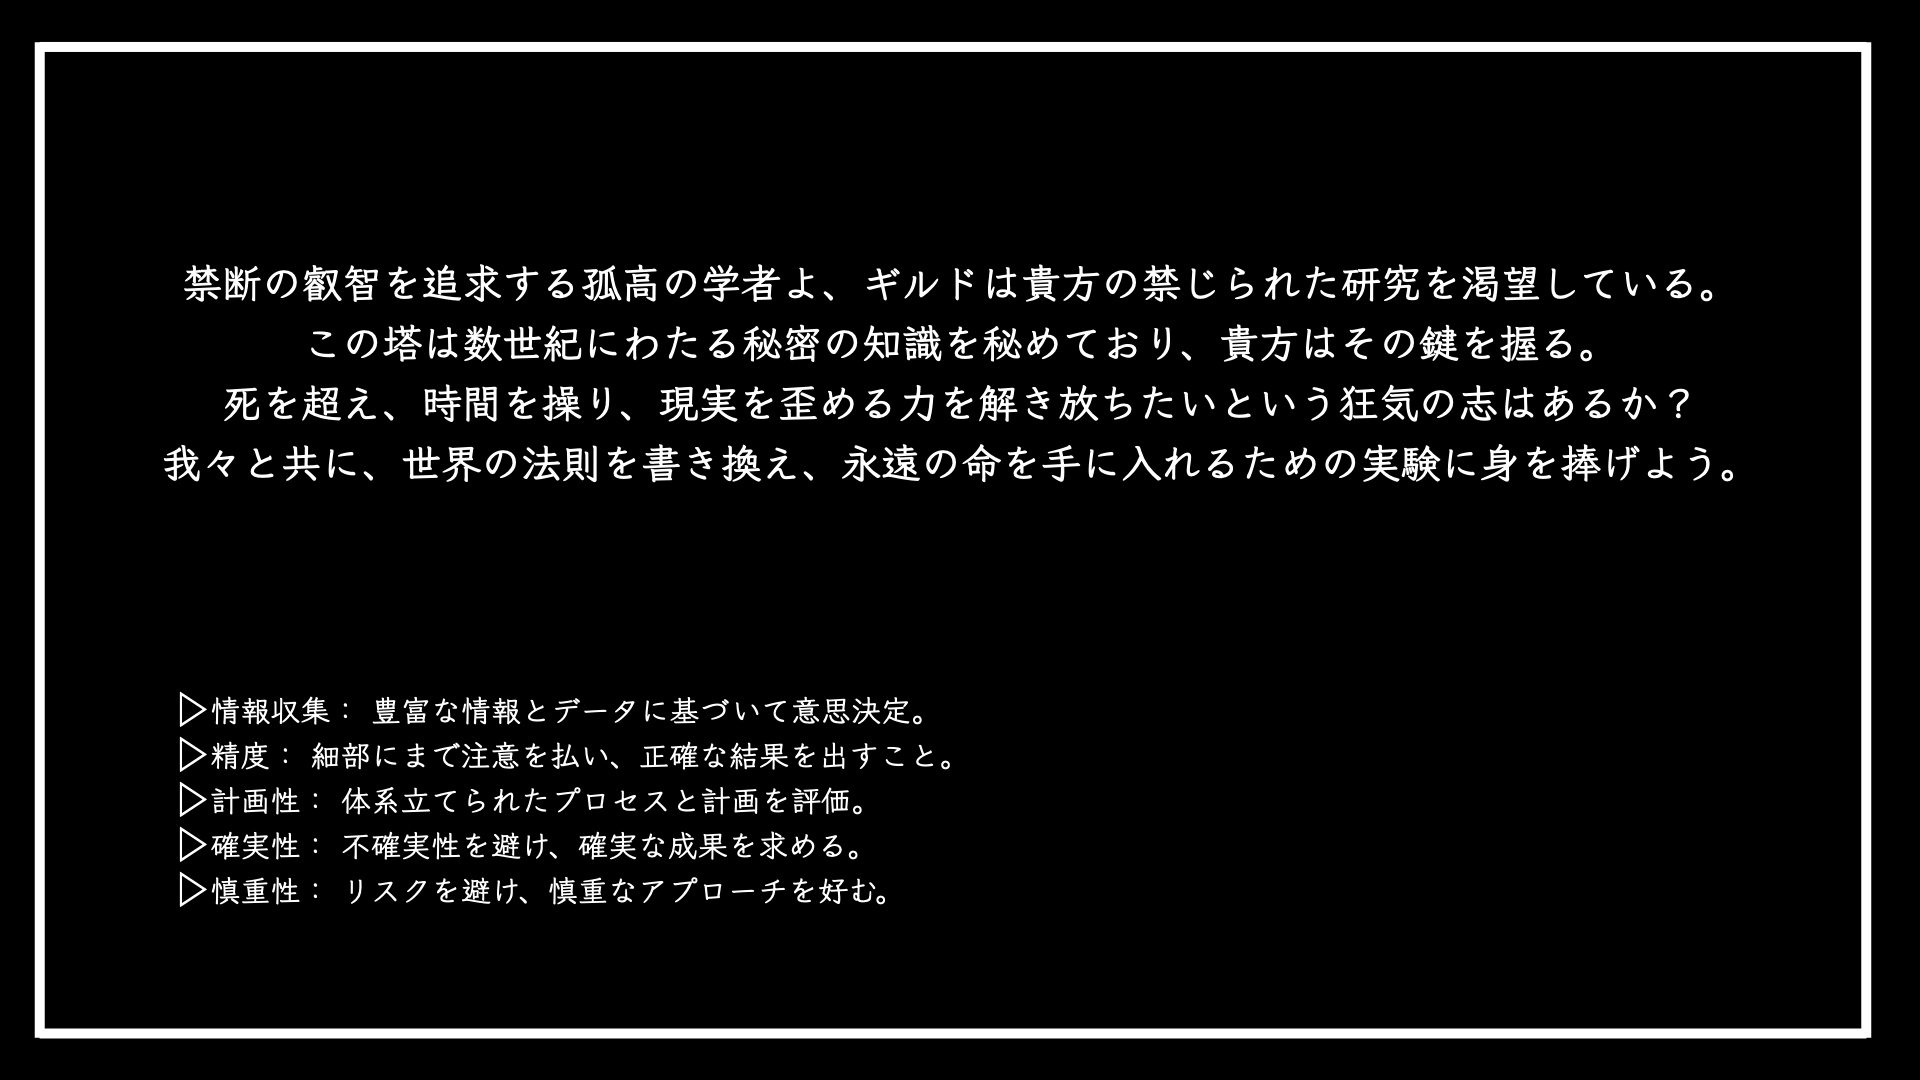 禁断の叡智を追求する孤高の学者よ、ギルドは貴方の禁じられた研究を渇望している。
この塔は数世紀にわたる秘密の知識を秘めており、貴方はその鍵を握る。
死を超え、時間を操り、現実を歪める力を解き放ちたいという狂気の志はあるか？
我々と共に、世界の法則を書き換え、永遠の命を手に入れるための実験に身を捧げよう。
▷情報収集： 豊富な情報とデータに基づいて意思決定。
▷精度： 細部にまで注意を払い、正確な結果を出すこと。
▷計画性： 体系立てられたプロセスと計画を評価。
▷確実性： 不確実性を避け、確実な成果を求める。
▷慎重性： リスクを避け、慎重なアプローチを好む。